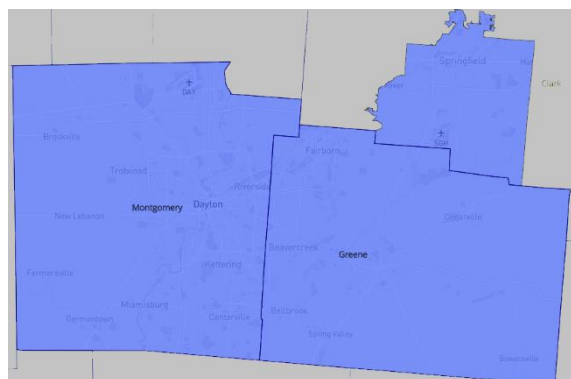 Springfield
Clark
DAY
SGH
Brookville
Fairborn
Trotwood
Riverside
New Lebanon
Montgomery
Dayton
Cedarville
Beavercreek
Greene
Kettering
Farmersville
Miamisburg
Germantown
Centerville
Bellbrook
Spring Valley
Bowersville